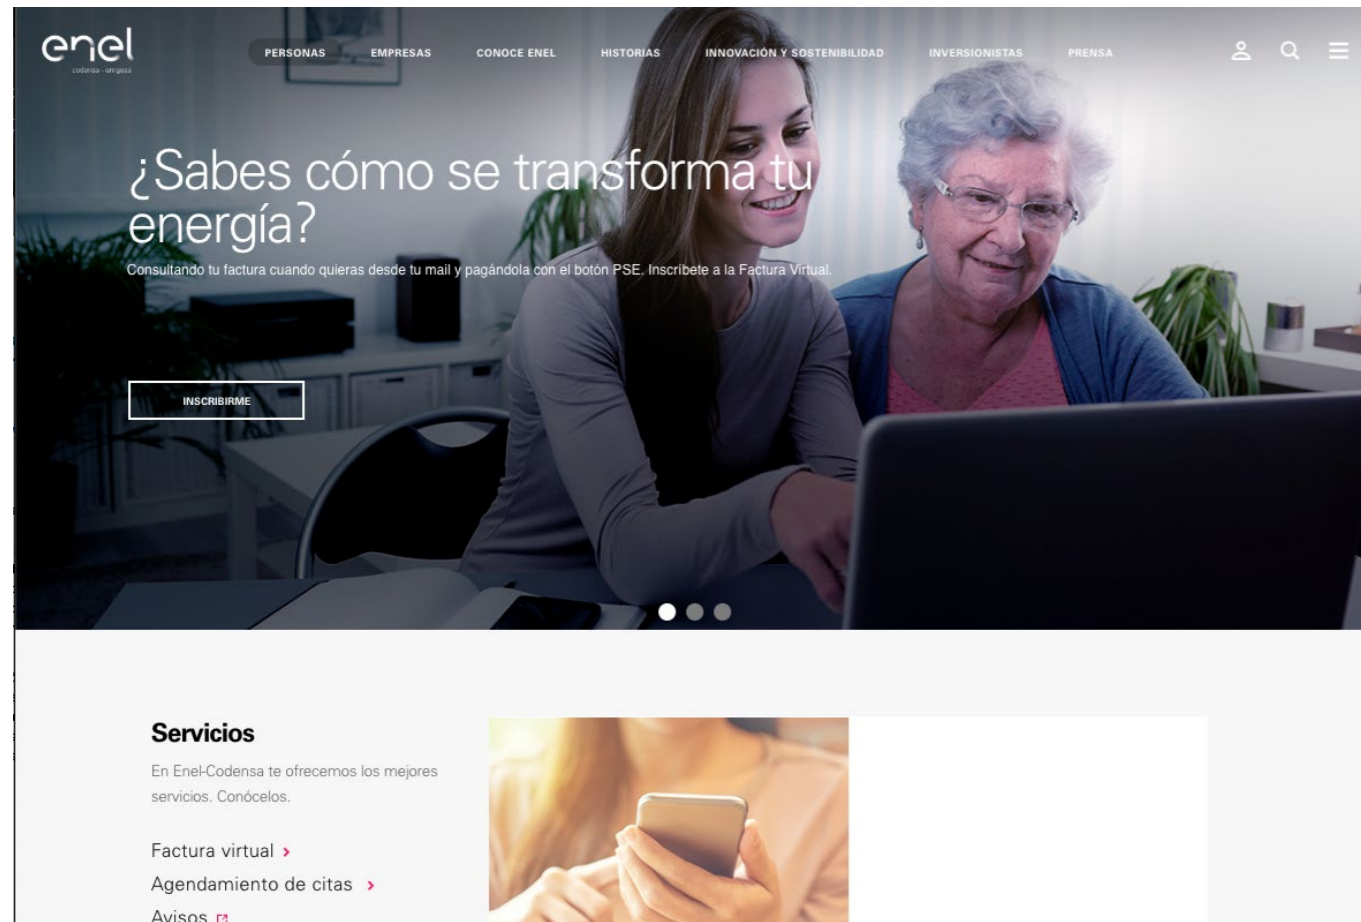 enel
codensa - emgesa
PERSONAS EMPRESAS CONOCE ENEL HISTORIAS INNOVACIÓN Y SOSTENIBILIDAD INVERSIONISTAS PRENSA
¿Sabes cómo se transforma tu
energía?
Consultando tu factura cuando quieras desde tu mail y pagándola con el botón PSE. Inscríbete a la Factura Virtual.
INSCRIBIRME
Servicios
En Enel-Codensa te ofrecemos los mejores
servicios. Conócelos.
Factura virtual
Agendamiento de citas
Avisos